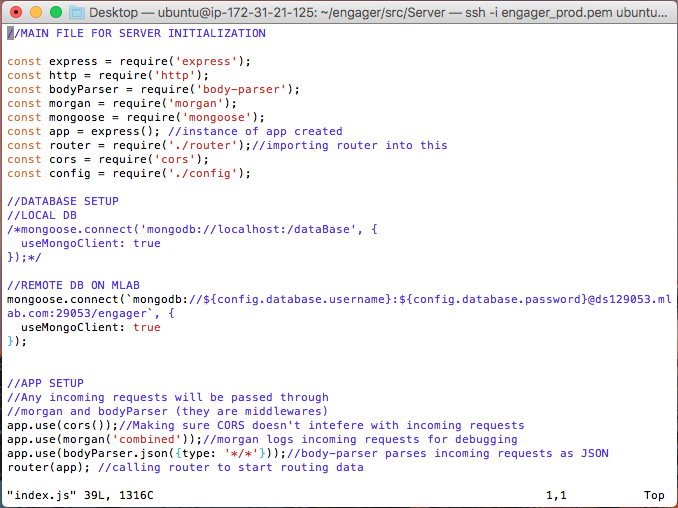 Desktop — ubuntu@ip-172-31-21-125: ~/engager/src/Server — ssh -i engager_prod.pem ubuntu...
//MAIN FILE FOR SERVER INITIALIZATION
const express = require('express');
const http = require('http');
const bodyParser = require('body-parser');
const morgan = require('morgan');
const mongoose = require('mongoose');
const app = express(); //instance of app created
const router = require('./router');//importing router into this
const cors = require('cors');
const config = require('./config');
//DATABASE SETUP
//LOCAL DB
/*mongoose.connect('mongodb://localhost:/dataBase', {
  useMongoClient: true
});*/
//REMOTE DB ON MLAB
mongoose.connect(`mongodb://${config.database.username}:${config.database.password}@ds129053.ml
ab.com:29053/engager`, {
  useMongoClient: true
});
//APP SETUP
//Any incoming requests will be passed through
//morgan and bodyParser (they are middlewares)
app.use(cors());//Making sure CORS doesn't intefere with incoming requests
app.use(morgan('combined'));//morgan logs incoming requests for debugging
app.use(bodyParser.json({type: '*/*'}));//body-parser parses incoming requests as JSON
router(app); //calling router to start routing data
"index.js" 39L, 1316C 1,1 Top